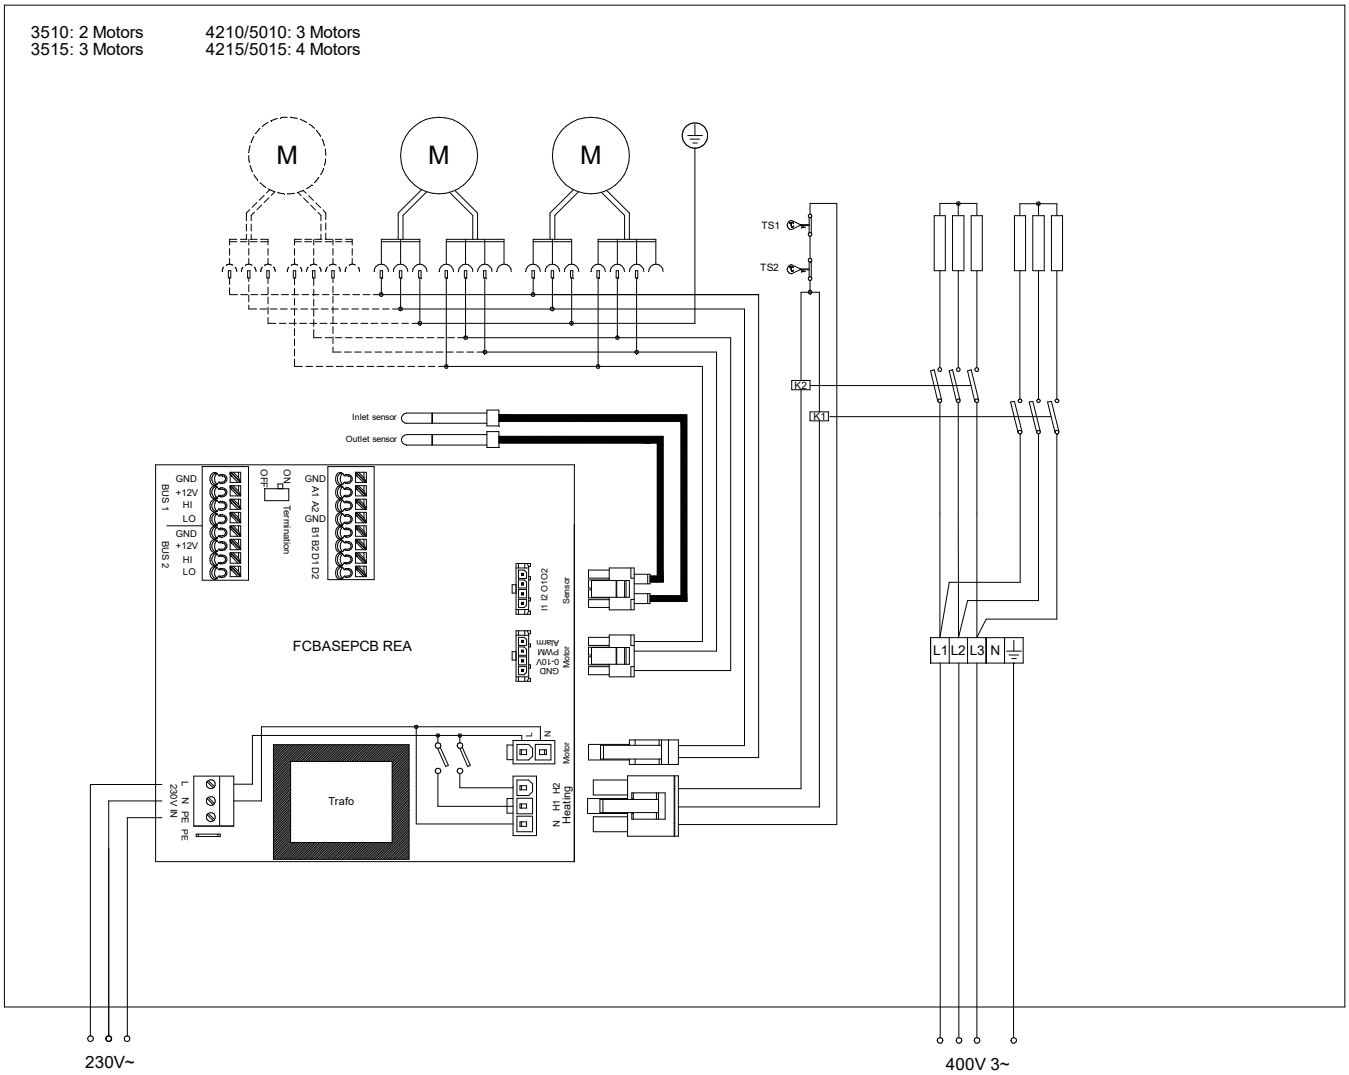 3510: 2 Motors 4210/5010: 3 Motors
3515: 3 Motors 4215/5015: 4 Motors
M M M
TS1
TS2
K2
K1
Inlet sensor
Outlet sensor
BUS 1
GND
+12V
HI
LO
BUS 2
GND
+12V
HI
LO
OFF
ON
Termination
GND
A1
A2
GND
B1
B2
D1
D2
I1 I2 O1O2
Sensor
FCBASEPCB REA
Alarm
PWM
0-10V
GND
Motor
L N
Motor
H2
H1
N
Heating
Trafo
230V IN
L
N
PE
PE
L1 L2 L3 N
230V~
400V 3~